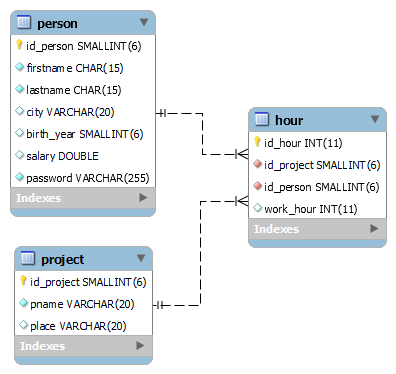 person
id_person SMALLINT(6)
firstname CHAR(15)
lastname CHAR(15)
city VARCHAR(20)
birth_year SMALLINT(6)
salary DOUBLE
password VARCHAR(255)
Indexes
hour
id_hour INT(11)
id_project SMALLINT(6)
id_person SMALLINT(6)
work_hour INT(11)
Indexes
project
id_project SMALLINT(6)
pname VARCHAR(20)
place VARCHAR(20)
Indexes